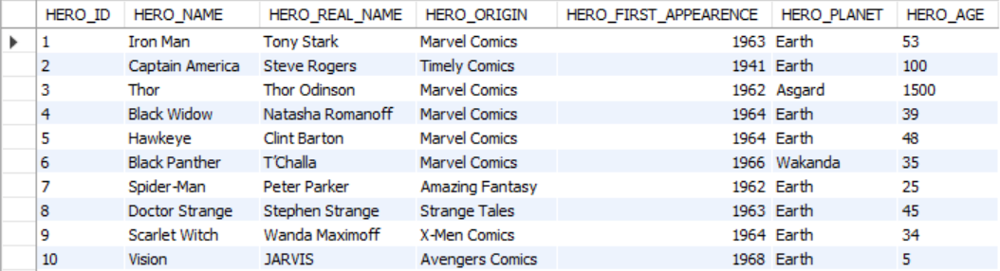 HERO_ID HERO_NAME HERO_REAL_NAME HERO_ORIGIN HERO_FIRST_APPEARENCE HERO_PLANET HERO_AGE
1 Iron Man Tony Stark Marvel Comics 1963 Earth 53
2 Captain America Steve Rogers Timely Comics 1941 Earth 100
3 Thor Thor Odinson Marvel Comics 1962 Asgard 1500
4 Black Widow Natasha Romanoff Marvel Comics 1964 Earth 39
5 Hawkeye Clint Barton Marvel Comics 1964 Earth 48
6 Black Panther T’Challa Marvel Comics 1966 Wakanda 35
7 Spider-Man Peter Parker Amazing Fantasy 1962 Earth 25
8 Doctor Strange Stephen Strange Strange Tales 1963 Earth 45
9 Scarlet Witch Wanda Maximoff X-Men Comics 1964 Earth 34
10 Vision JARVIS Avengers Comics 1968 Earth 5